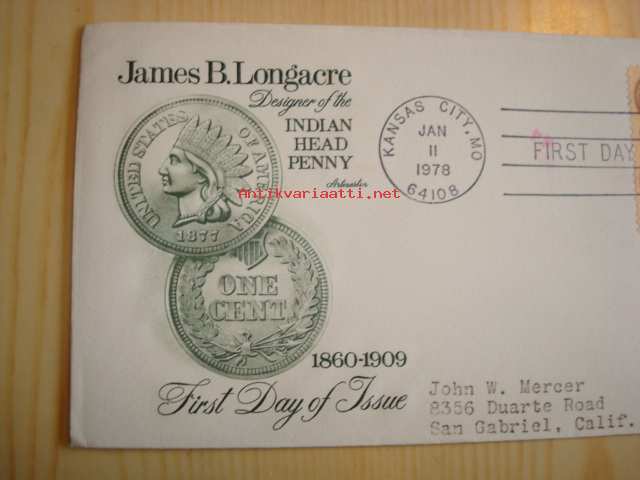 James B. Longacre
Designer of the
INDIAN
HEAD
PENNY
Artmaster
UNITED STATES OF AMERICA
1877
ONE
CENT
1860-1909
First Day of Issue
KANSAS CITY, MO
JAN
11
1978
64108
FIRST DAY
Antikvariaatti.net
John W. Mercer
8356 Duarte Road
San Gabriel, Calif.